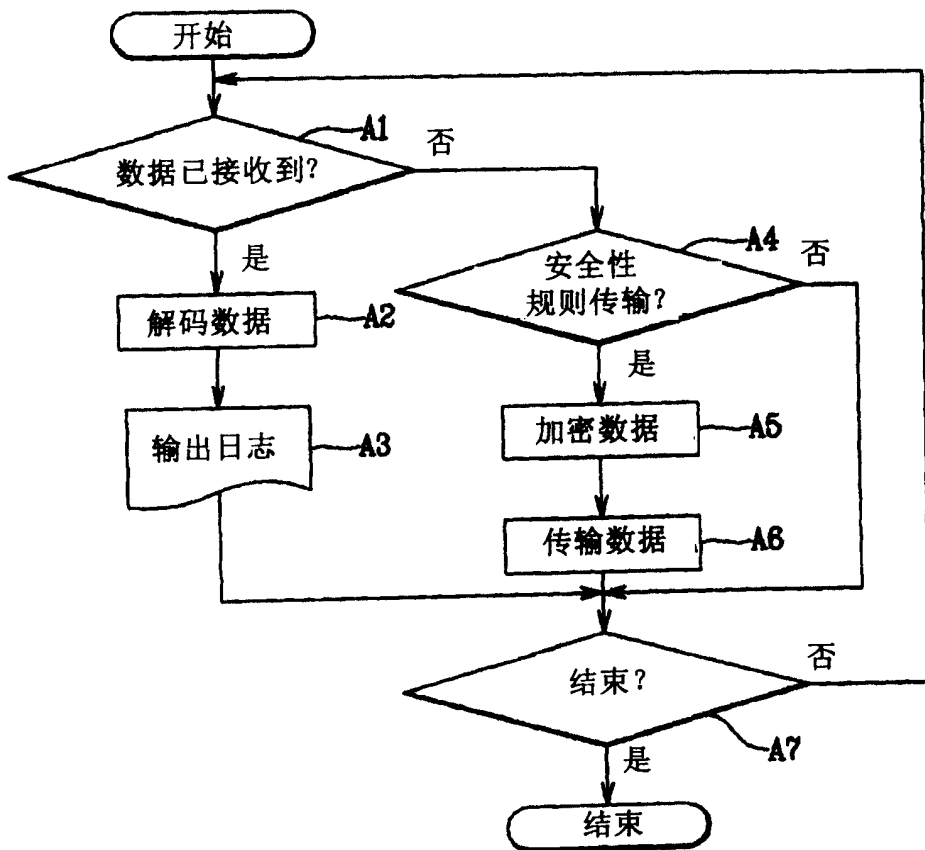 开始
A1
否
数据已接收到?
是
A4
否
安全性
规则传输?
解码数据
A2
是
输出日志
A3
加密数据
A5
传输数据
A6
否
结束?
A7
是
结束